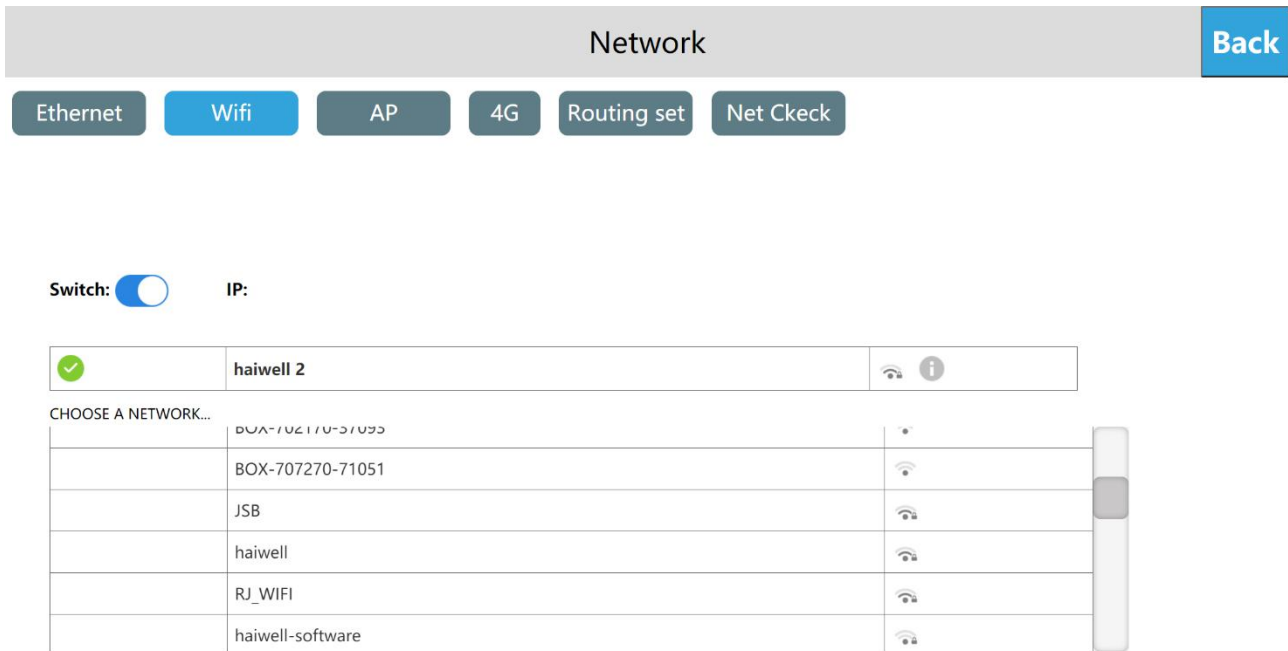 Network
Back
Ethernet
Wifi
AP
4G
Routing set
Net Ckeck
Switch:
IP:
haiwell 2
CHOOSE A NETWORK...
BOX-707270-71051
JSB
haiwell
RJ_WIFI
haiwell-software